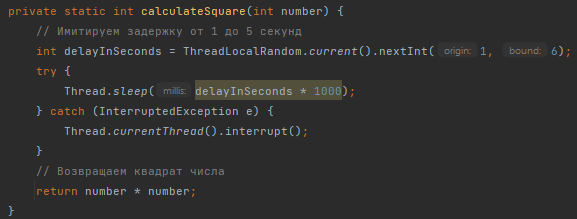 private static int calculateSquare(int number) {
// Имитируем задержку от 1 до 5 секунд
int delayInSeconds = ThreadLocalRandom.current().nextInt( origin: 1, bound: 6);
try {
Thread.sleep( millis: delayInSeconds * 1000);
} catch (InterruptedException e) {
Thread.currentThread().interrupt();
}
// Возвращаем квадрат числа
return number * number;
}